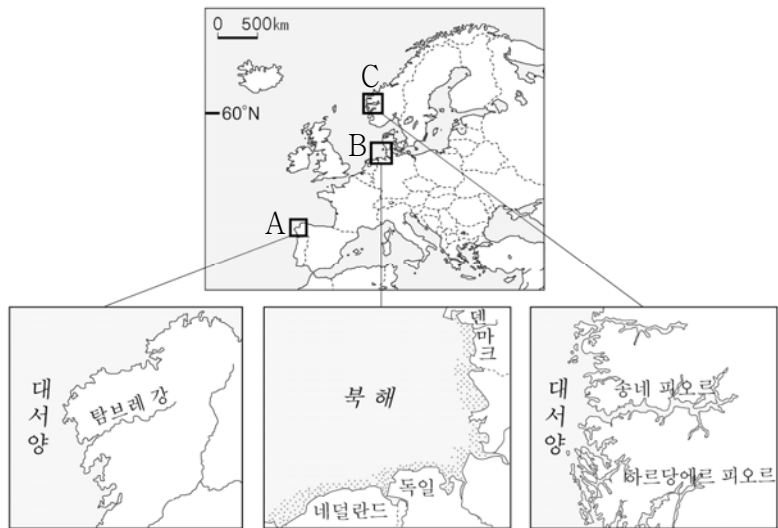 0 500km
C
60°N
B
A
대서양
탐브레 강
덴마크
북해
독일
네덜란드
대서양
송네 피오르
하르당에르 피오르